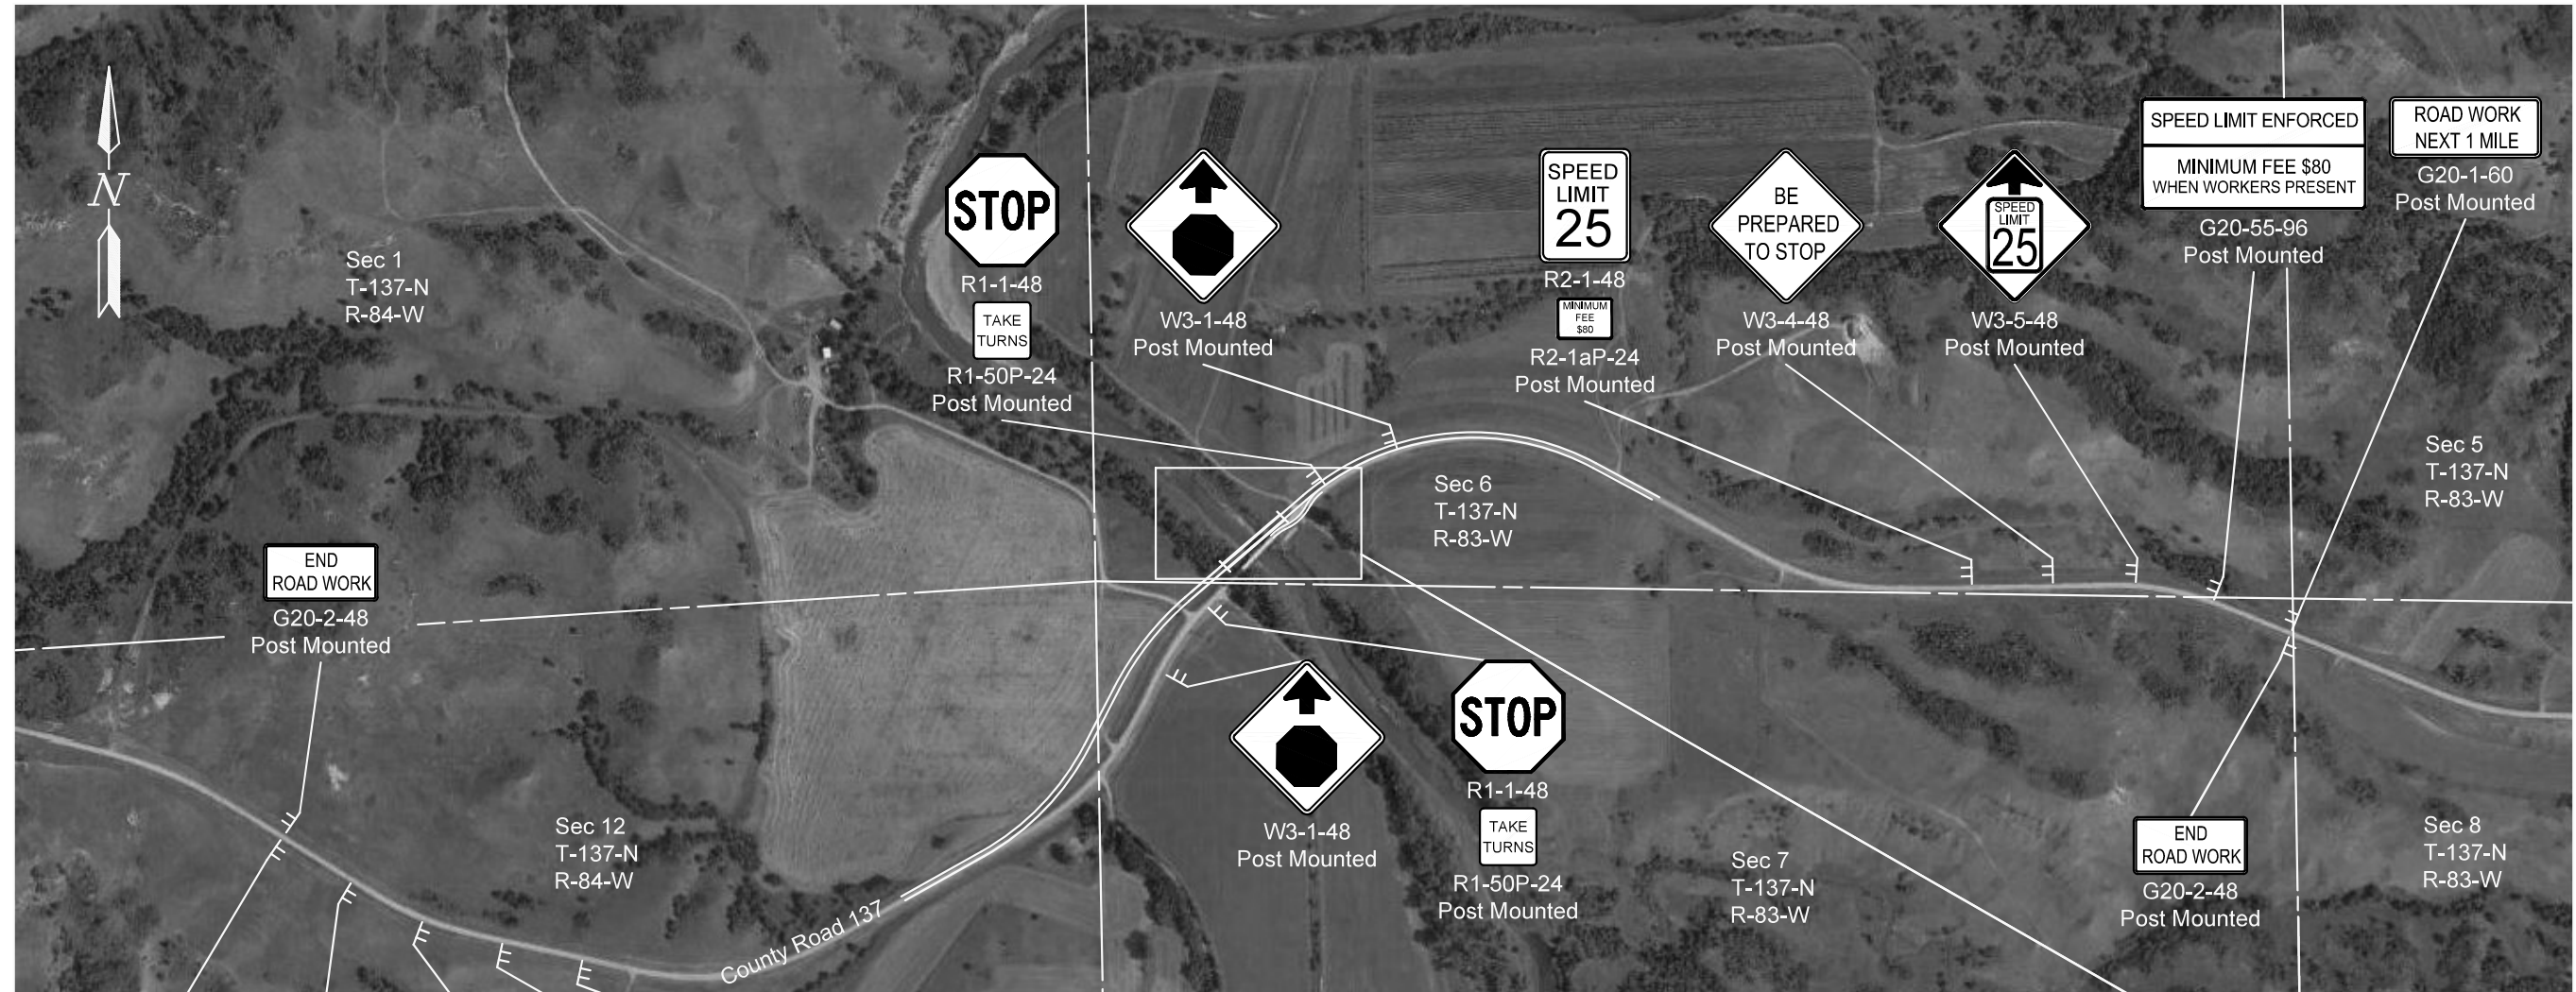 N
Sec 1
T-137-N
R-84-W
STOP
R1-1-48
TAKE
TURNS
R1-50P-24
Post Mounted
W3-1-48
Post Mounted
SPEED
LIMIT
25
R2-1-48
MINIMUM
FEE
$80
R2-1aP-24
Post Mounted
BE
PREPARED
TO STOP
W3-4-48
Post Mounted
SPEED
LIMIT
25
W3-5-48
Post Mounted
SPEED LIMIT ENFORCED
MINIMUM FEE $80
WHEN WORKERS PRESENT
G20-55-96
Post Mounted
ROAD WORK
NEXT 1 MILE
G20-1-60
Post Mounted
Sec 5
T-137-N
R-83-W
Sec 6
T-137-N
R-83-W
END
ROAD WORK
G20-2-48
Post Mounted
Sec 12
T-137-N
R-84-W
County Road 137
W3-1-48
Post Mounted
STOP
R1-1-48
TAKE
TURNS
R1-50P-24
Post Mounted
Sec 7
T-137-N
R-83-W
END
ROAD WORK
G20-2-48
Post Mounted
Sec 8
T-137-N
R-83-W